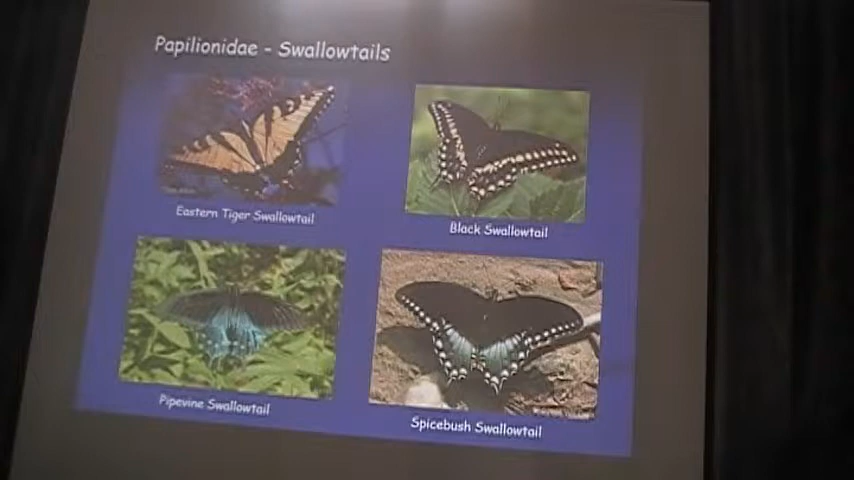 Papilionidae - Swallowtails
Eastern Tiger Swallowtail
Black Swallowtail
Pipevine Swallowtail
Spicebush Swallowtail